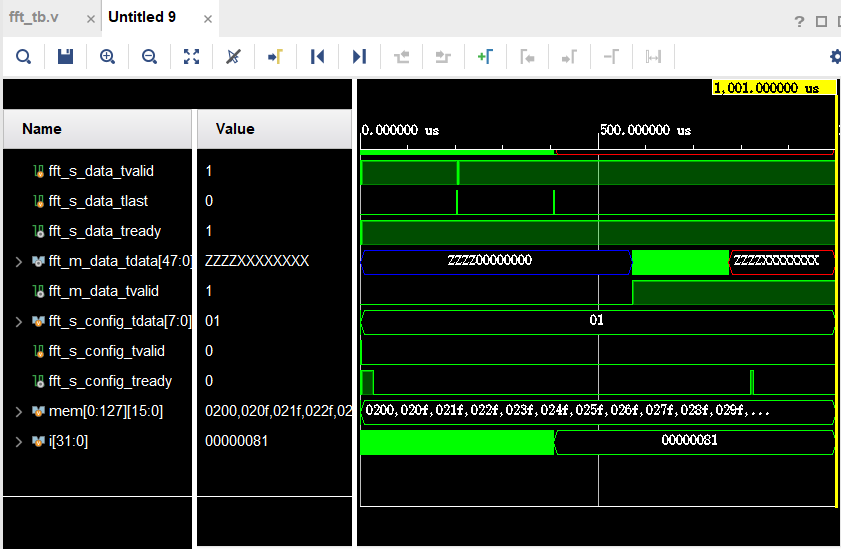 fft_tb.v × Untitled 9 ×
? □
1,001.000000 us
Name Value 0.000000 us 500.000000 us
fft_s_data_tvalid 1
fft_s_data_tlast 0
fft_s_data_tready 1
fft_m_data_tdata[47:0] ZZZZXXXXXXXX ZZZZ00000000 ZZZZXXXXXXXX
fft_m_data_tvalid 1
fft_s_config_tdata[7:0] 01 01
fft_s_config_tvalid 0
fft_s_config_tready 0
mem[0:127][15:0] 0200,020f,021f,022f,02 0200,020f,021f,022f,023f,024f,025f,026f,027f,028f,029f,...
i[31:0] 00000081 00000081